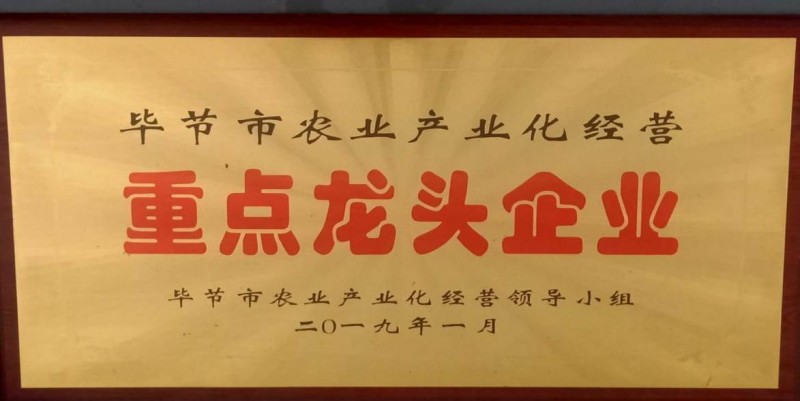 毕节市农业产业化经营
重点龙头企业
毕节市农业产业化经营领导小组
二〇一九年一月